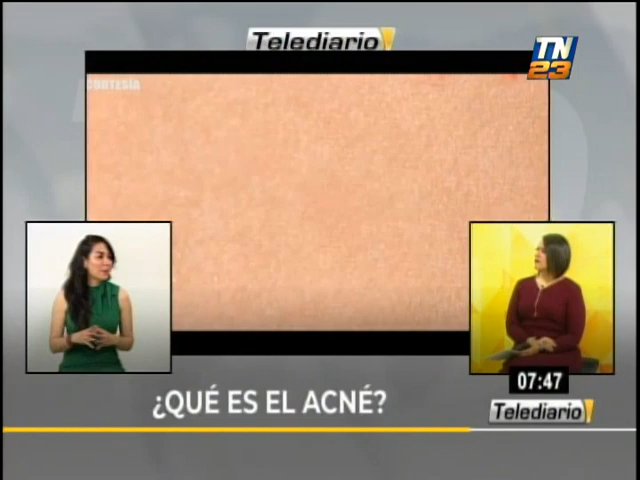 Telediario!
TN
23
CORTESÍA
07:47
¿QUÉ ES EL ACNÉ?
Telediario!